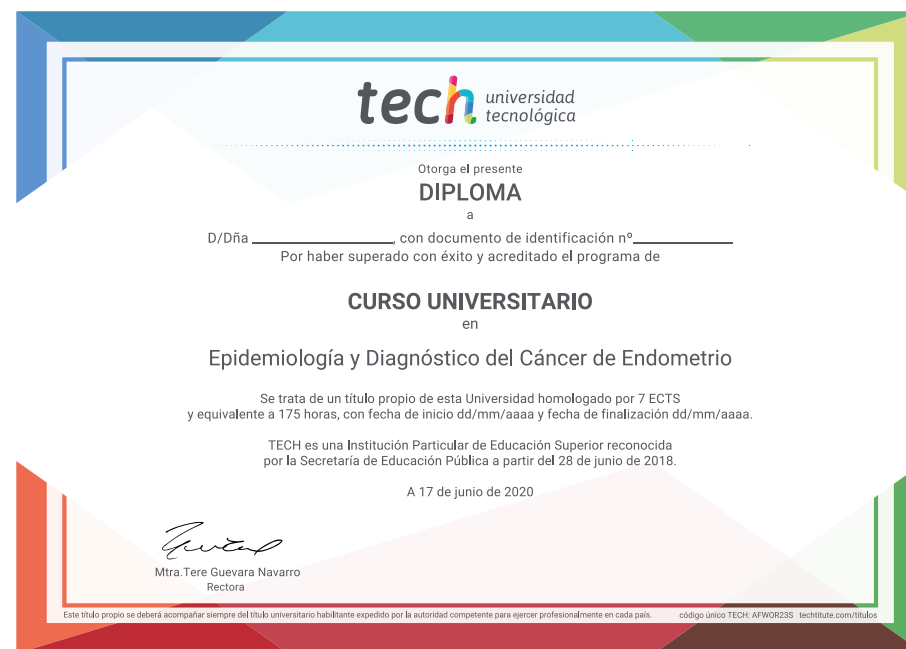 tech universidad
tecnológica
Otorga el presente
DIPLOMA
a
D/Dña ____________________, con documento de identificación nº______________
Por haber superado con éxito y acreditado el programa de
CURSO UNIVERSITARIO
en
Epidemiología y Diagnóstico del Cáncer de Endometrio
Se trata de un título propio de esta Universidad homologado por 7 ECTS
y equivalente a 175 horas, con fecha de inicio dd/mm/aaaa y fecha de finalización dd/mm/aaaa.
TECH es una Institución Particular de Educación Superior reconocida
por la Secretaría de Educación Pública a partir del 28 de junio de 2018.
A 17 de junio de 2020
Mtra.Tere Guevara Navarro
Rectora
Este título propio se deberá acompañar siempre del título universitario habilitante expedido por la autoridad competente para ejercer profesionalmente en cada país. código único TECH: AFWOR23S techtitute.com/titulos